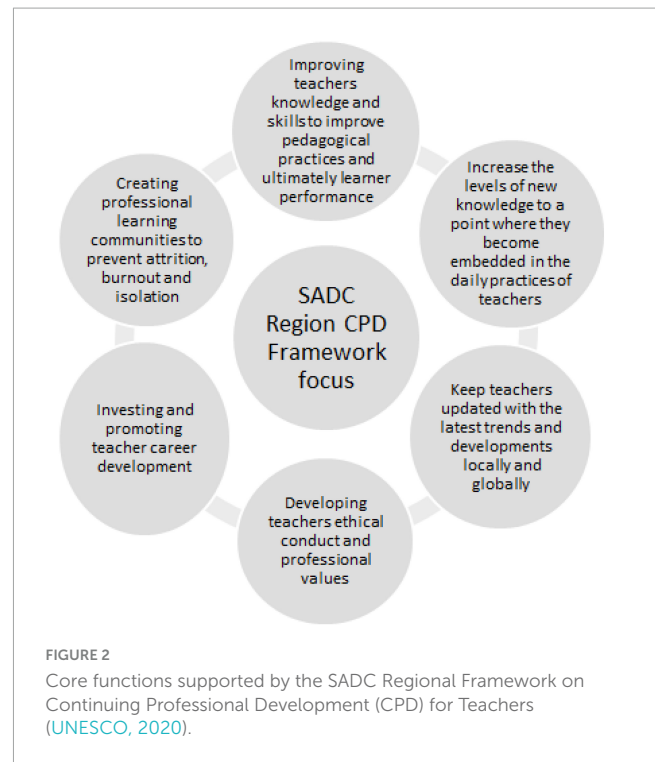 Improving
teachers
knowledge and
skills to improve
pedagogical
practices and
ultimately learner
performance
Increase the
levels of new
knowledge to a
point where they
become
embedded in the
daily practices of
teachers
Keep teachers
updated with the
latest trends and
developments
locally and
globally
Developing
teachers ethical
conduct and
professional
values
Investing and
promoting
teacher career
development
Creating
professional
learning
communities to
prevent attrition,
burnout and
isolation
SADC
Region CPD
Framework
focus
FIGURE 2
Core functions supported by the SADC Regional Framework on
Continuing Professional Development (CPD) for Teachers
(UNESCO, 2020).